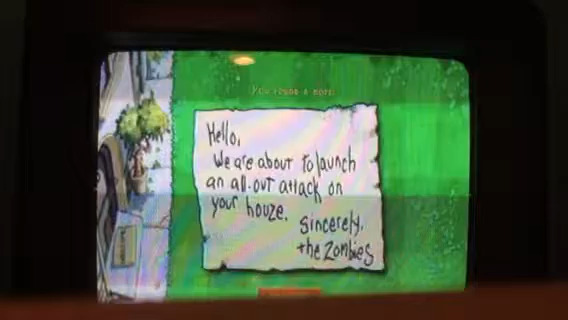 You found a note
Hello,
We are about to launch
an all-out attack on
your houze.
Sincerely,
the Zombies